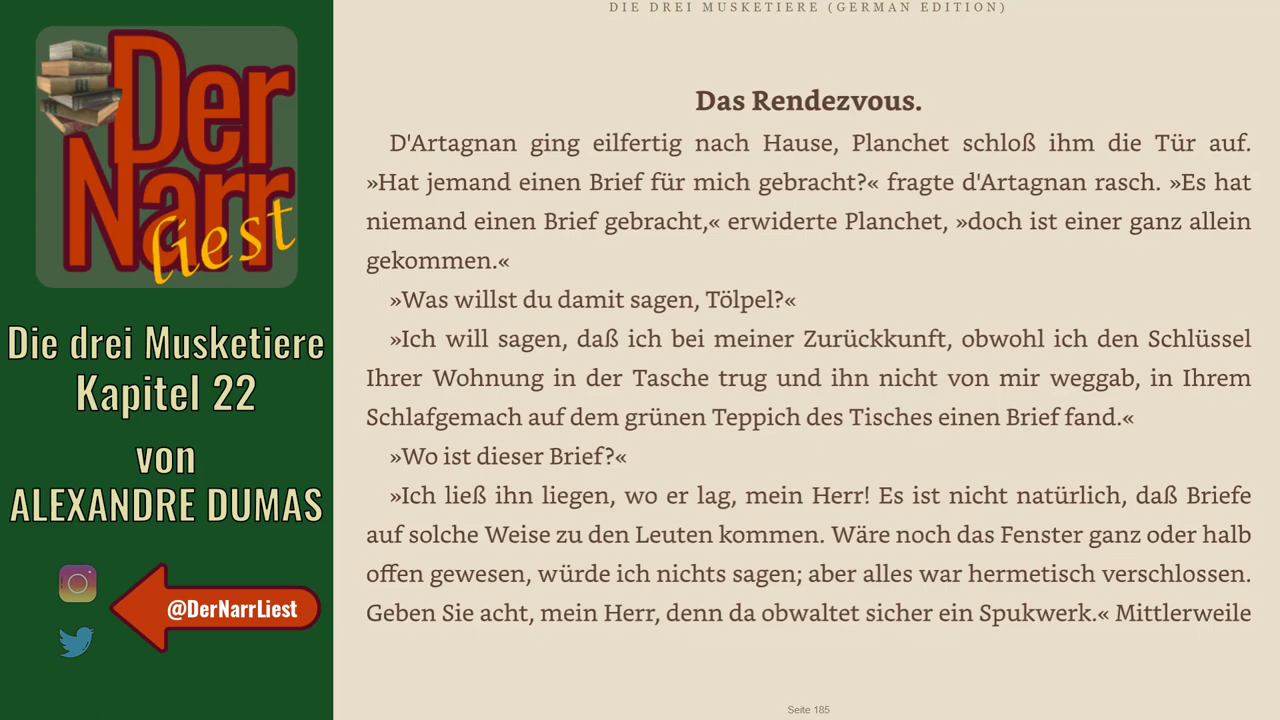 Der
Narr
liest
Die drei Musketiere
Kapitel 22
von
ALEXANDRE DUMAS
@DerNarrLiest
DIE DREI MUSKETIERE (GERMAN EDITION)
Das Rendezvous.
D'Artagnan ging eilfertig nach Hause, Planchet schloß ihm die Tür auf.
»Hat jemand einen Brief für mich gebracht?« fragte d'Artagnan rasch. »Es hat
niemand einen Brief gebracht,« erwiderte Planchet, »doch ist einer ganz allein
gekommen.«
»Was willst du damit sagen, Tölpel?«
»Ich will sagen, daß ich bei meiner Zurückkunft, obwohl ich den Schlüssel
Ihrer Wohnung in der Tasche trug und ihn nicht von mir weggab, in Ihrem
Schlafgemach auf dem grünen Teppich des Tisches einen Brief fand.«
»Wo ist dieser Brief?«
»Ich ließ ihn liegen, wo er lag, mein Herr! Es ist nicht natürlich, daß Briefe
auf solche Weise zu den Leuten kommen. Wäre noch das Fenster ganz oder halb
offen gewesen, würde ich nichts sagen; aber alles war hermetisch verschlossen.
Geben Sie acht, mein Herr, denn da obwaltet sicher ein Spukwerk.« Mittlerweile
Seite 185